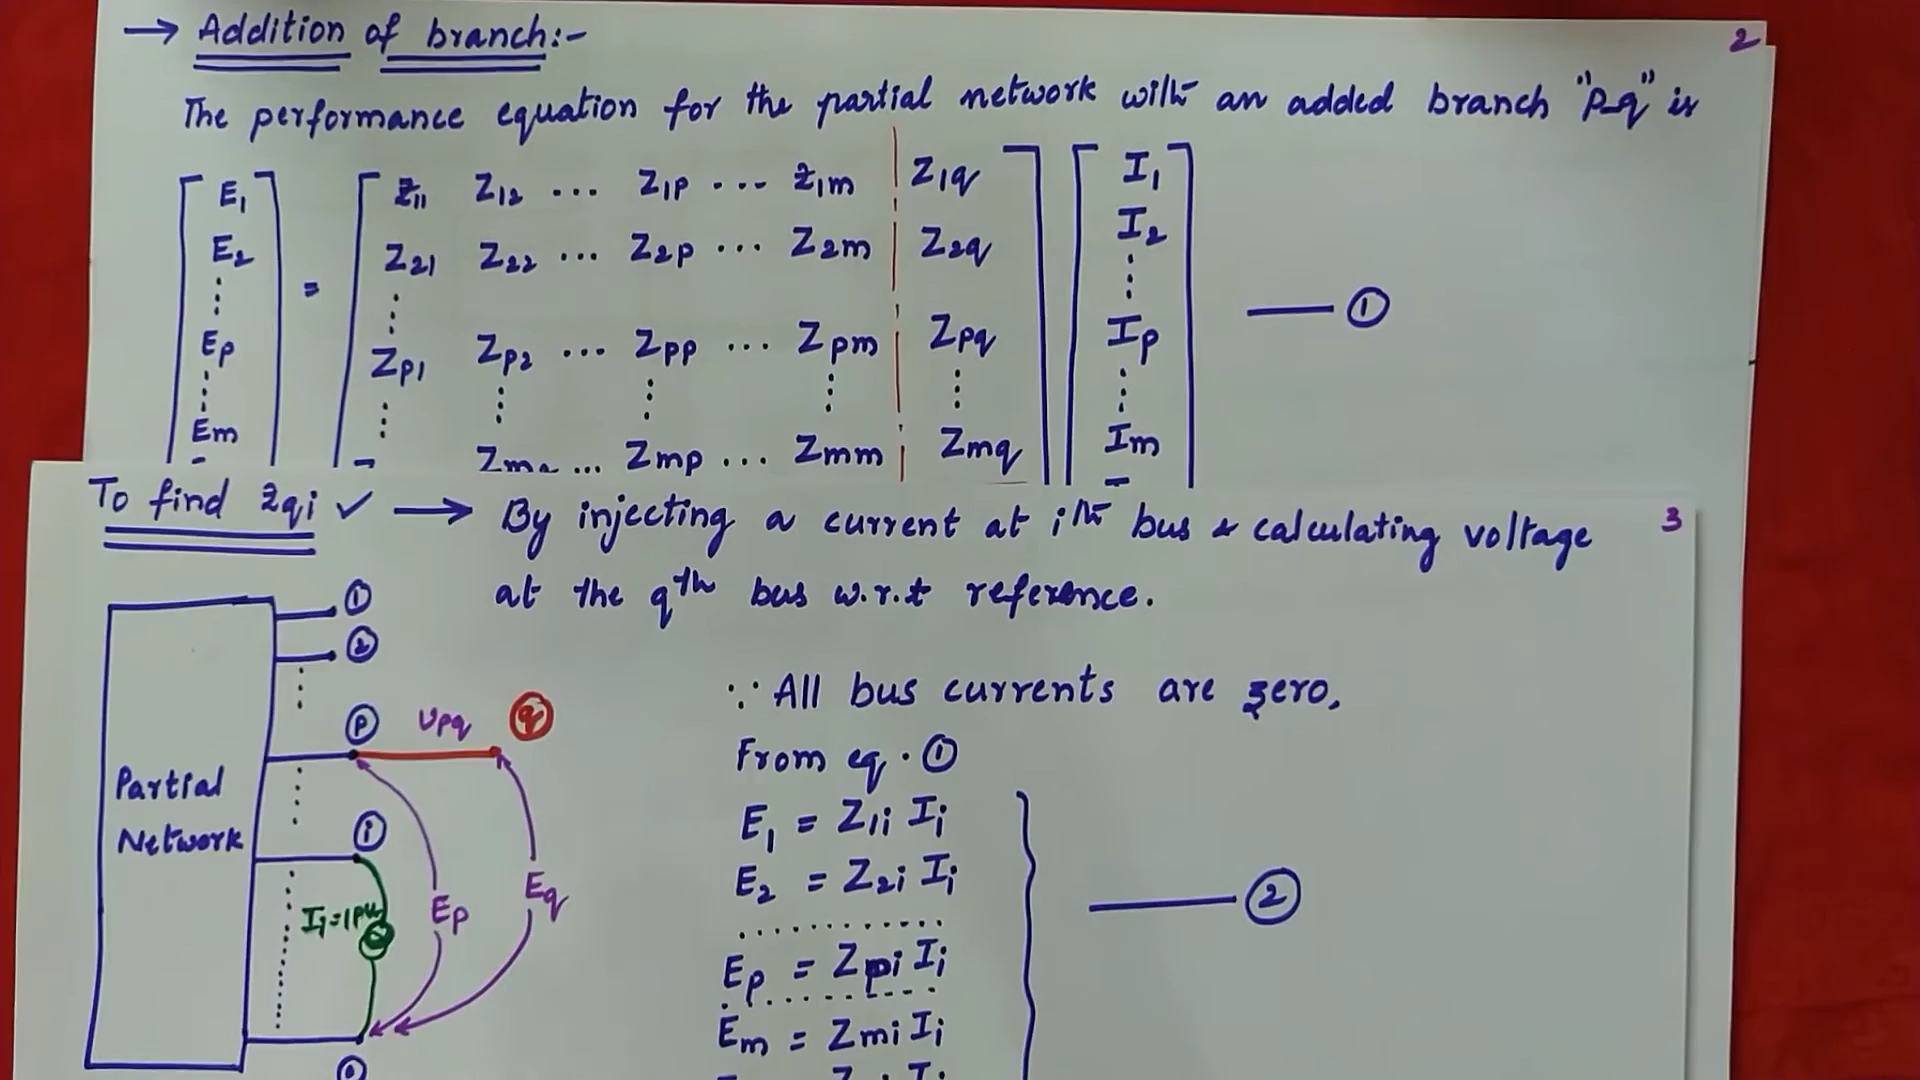 → Addition of branch:-
2
The performance equation for the partial network with an added branch "p-q" is
[E1 E2 ⋮ Ep ⋮ Em] = [Z11 Z12 ... Z1p ... Z1m Z1q
Z21 Z22 ... Z2p ... Z2m Z2q
Zp1 Zp2 ... Zpp ... Zpm Zpq
... Zmp ... Zmm Zmq]
[I1 I2 ⋮ Ip ⋮ Im] — ①
To find Zqi ✓ → By injecting a current at ith bus & calculating voltage
3
at the qth bus w.r.t reference.
Partial
Network
①
②
ⓟ
vpq
ⓠ
ⓘ
Ii=1pu
Ep
Eq
∵ All bus currents are zero,
From eq. ①
E1 = Z1i Ii
E2 = Z2i Ii
..........
Ep = Zpi Ii
..........
Em = Zmi Ii
— ②